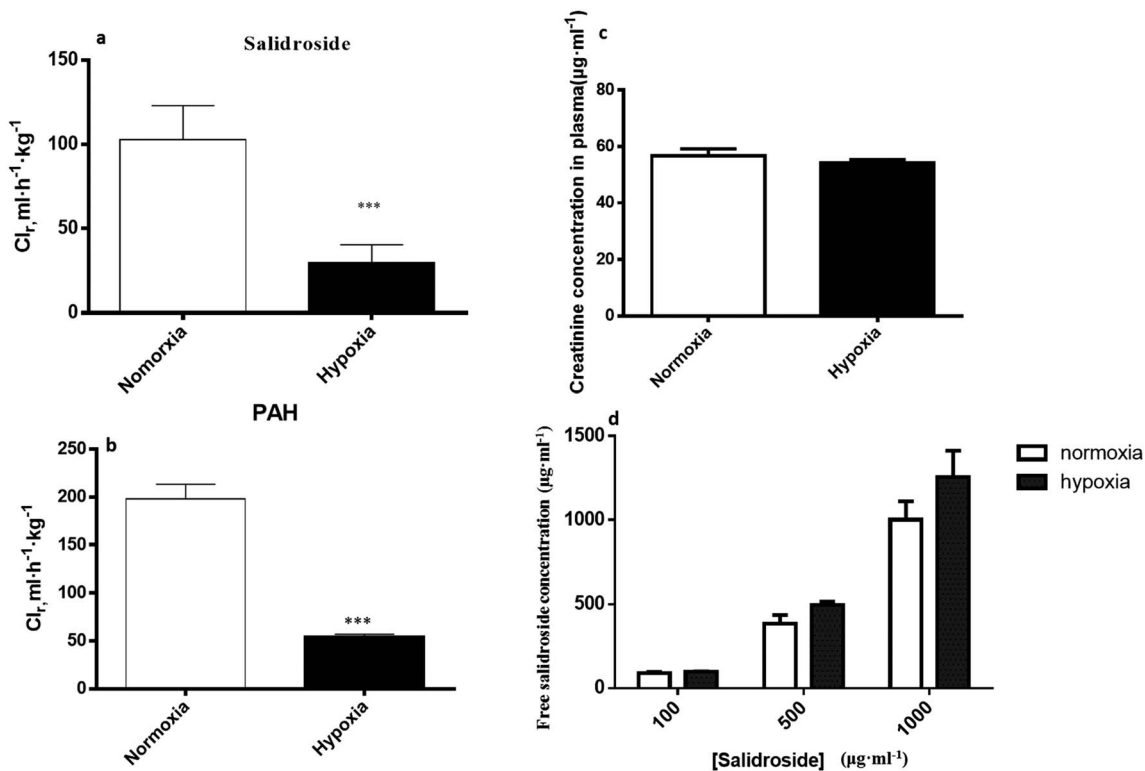 a
Salidroside
150
100
50
0
Cl_r,ml·h⁻¹·kg⁻¹
***
Nomorxia
Hypoxia
c
80
60
40
20
0
Creatinine concentration in plasma(μg·ml⁻¹)
Normoxia
Hypoxia
PAH
b
250
200
150
100
50
0
Cl_r,ml·h⁻¹·kg⁻¹
***
Normoxia
Hypoxia
d
1500
1000
500
0
Free salidroside concentration (μg·ml⁻¹)
normoxia
hypoxia
100
500
1000
[Salidroside] (μg·ml⁻¹)